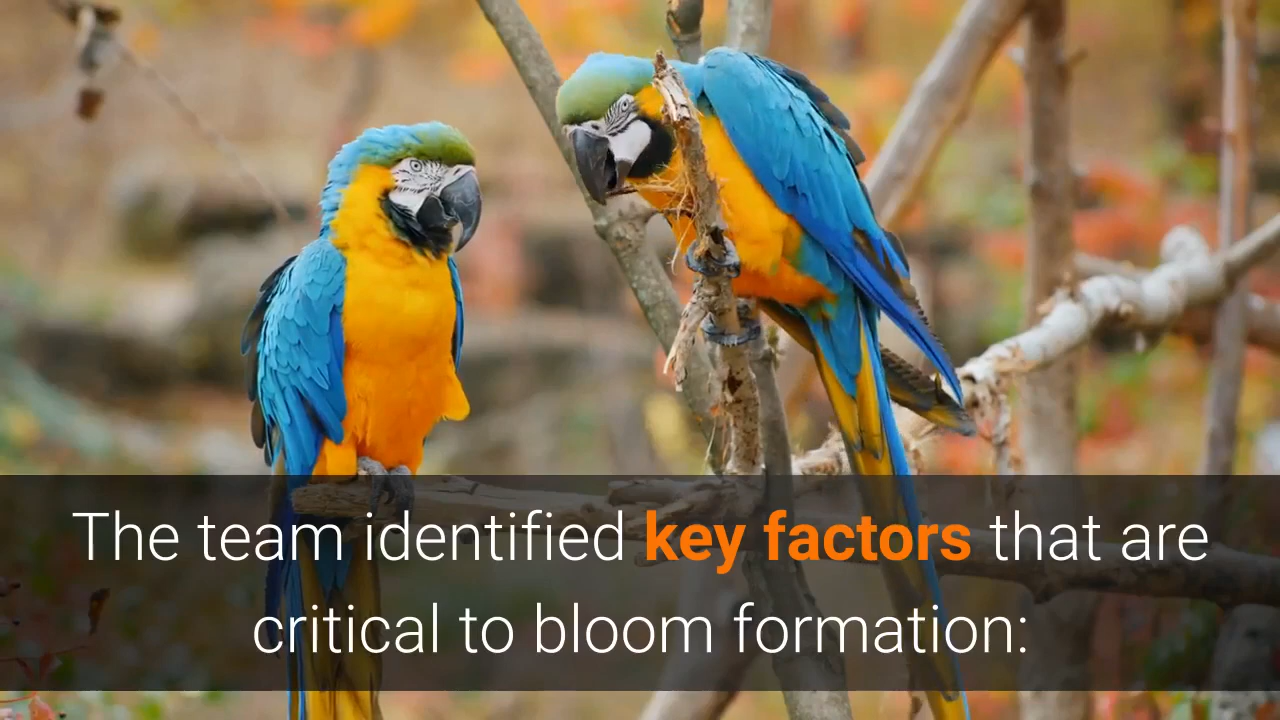 The team identified key factors that are
critical to bloom formation: